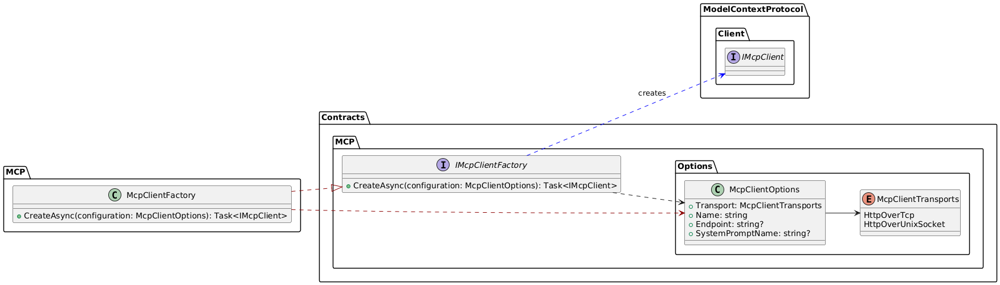 ModelContextProtocol
Client
I IMcpClient
creates
Contracts
MCP
I IMcpClientFactory
+ CreateAsync(configuration: McpClientOptions): Task<IMcpClient>
MCP
C McpClientFactory
CreateAsync(configuration: McpClientOptions): Task<IMcpClient>
Options
C McpClientOptions
Transport: McpClientTransports
Name: string
Endpoint: string?
SystemPromptName: string?
E McpClientTransports
HttpOverTcp
HttpOverUnixSocket